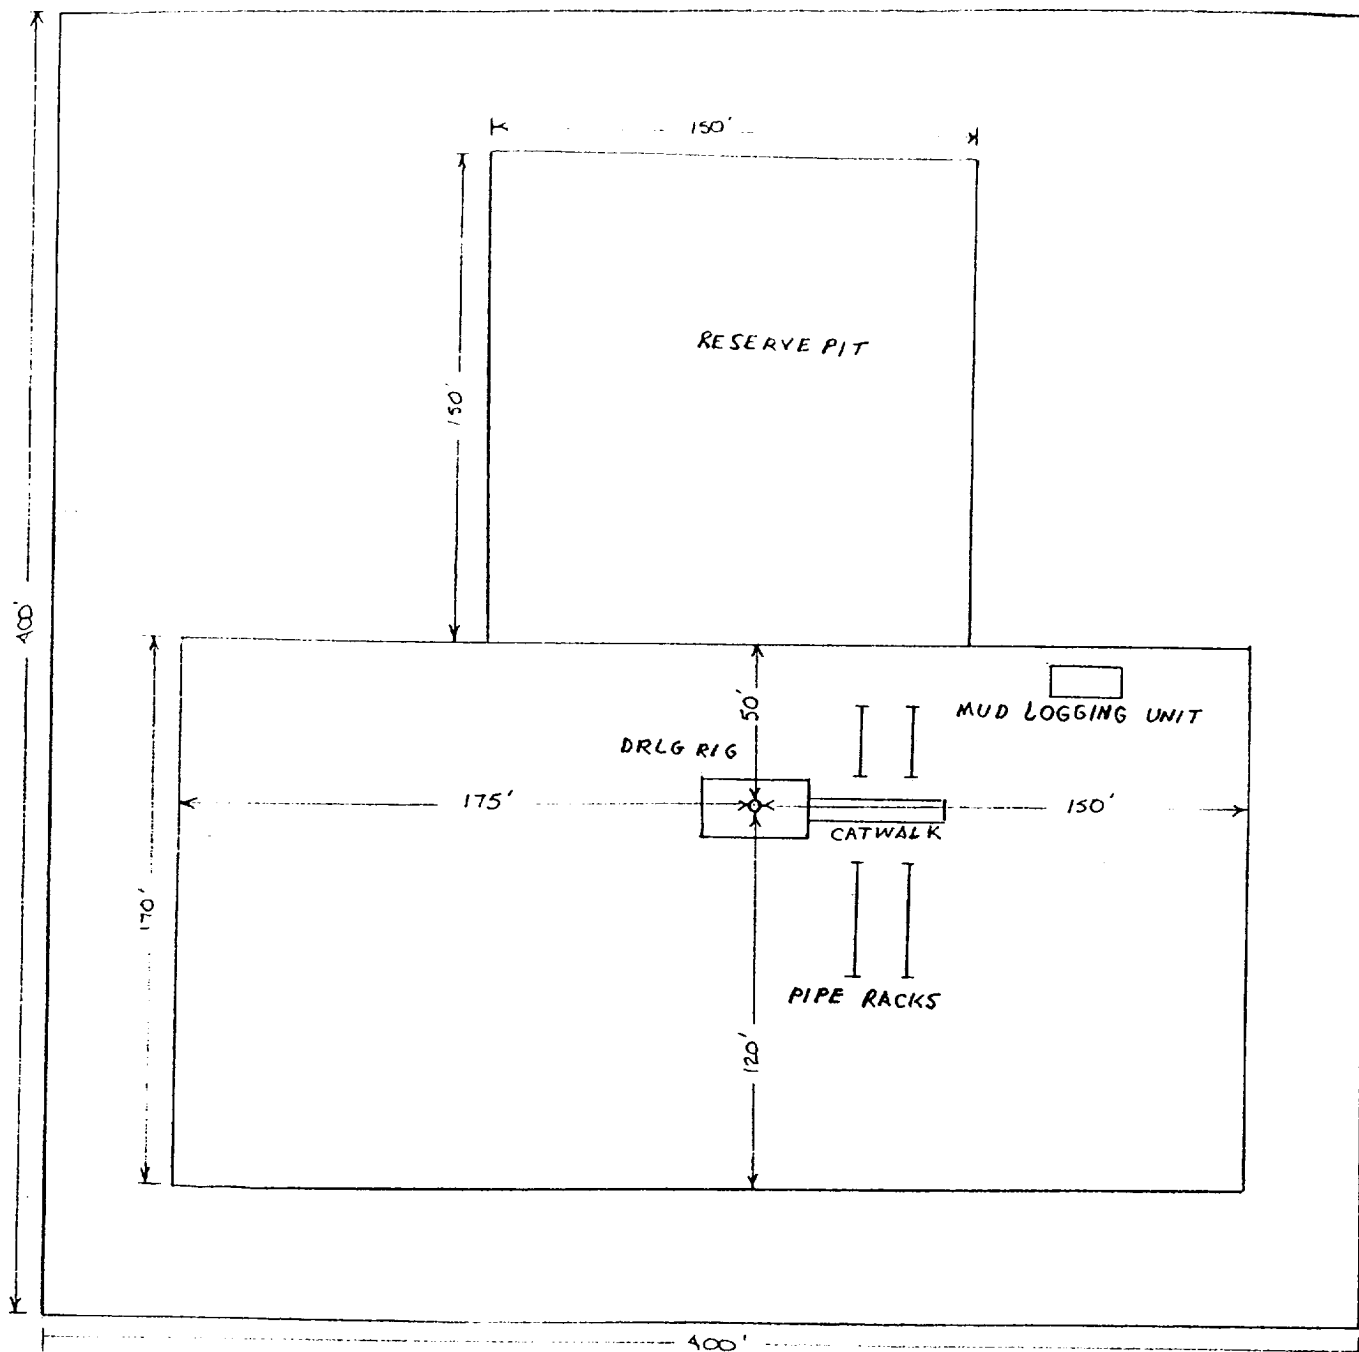 150'
RESERVE PIT
150'
400'
50'
MUD LOGGING UNIT
DRLG RIG
175'
150'
CATWALK
170'
PIPE RACKS
120'
400'